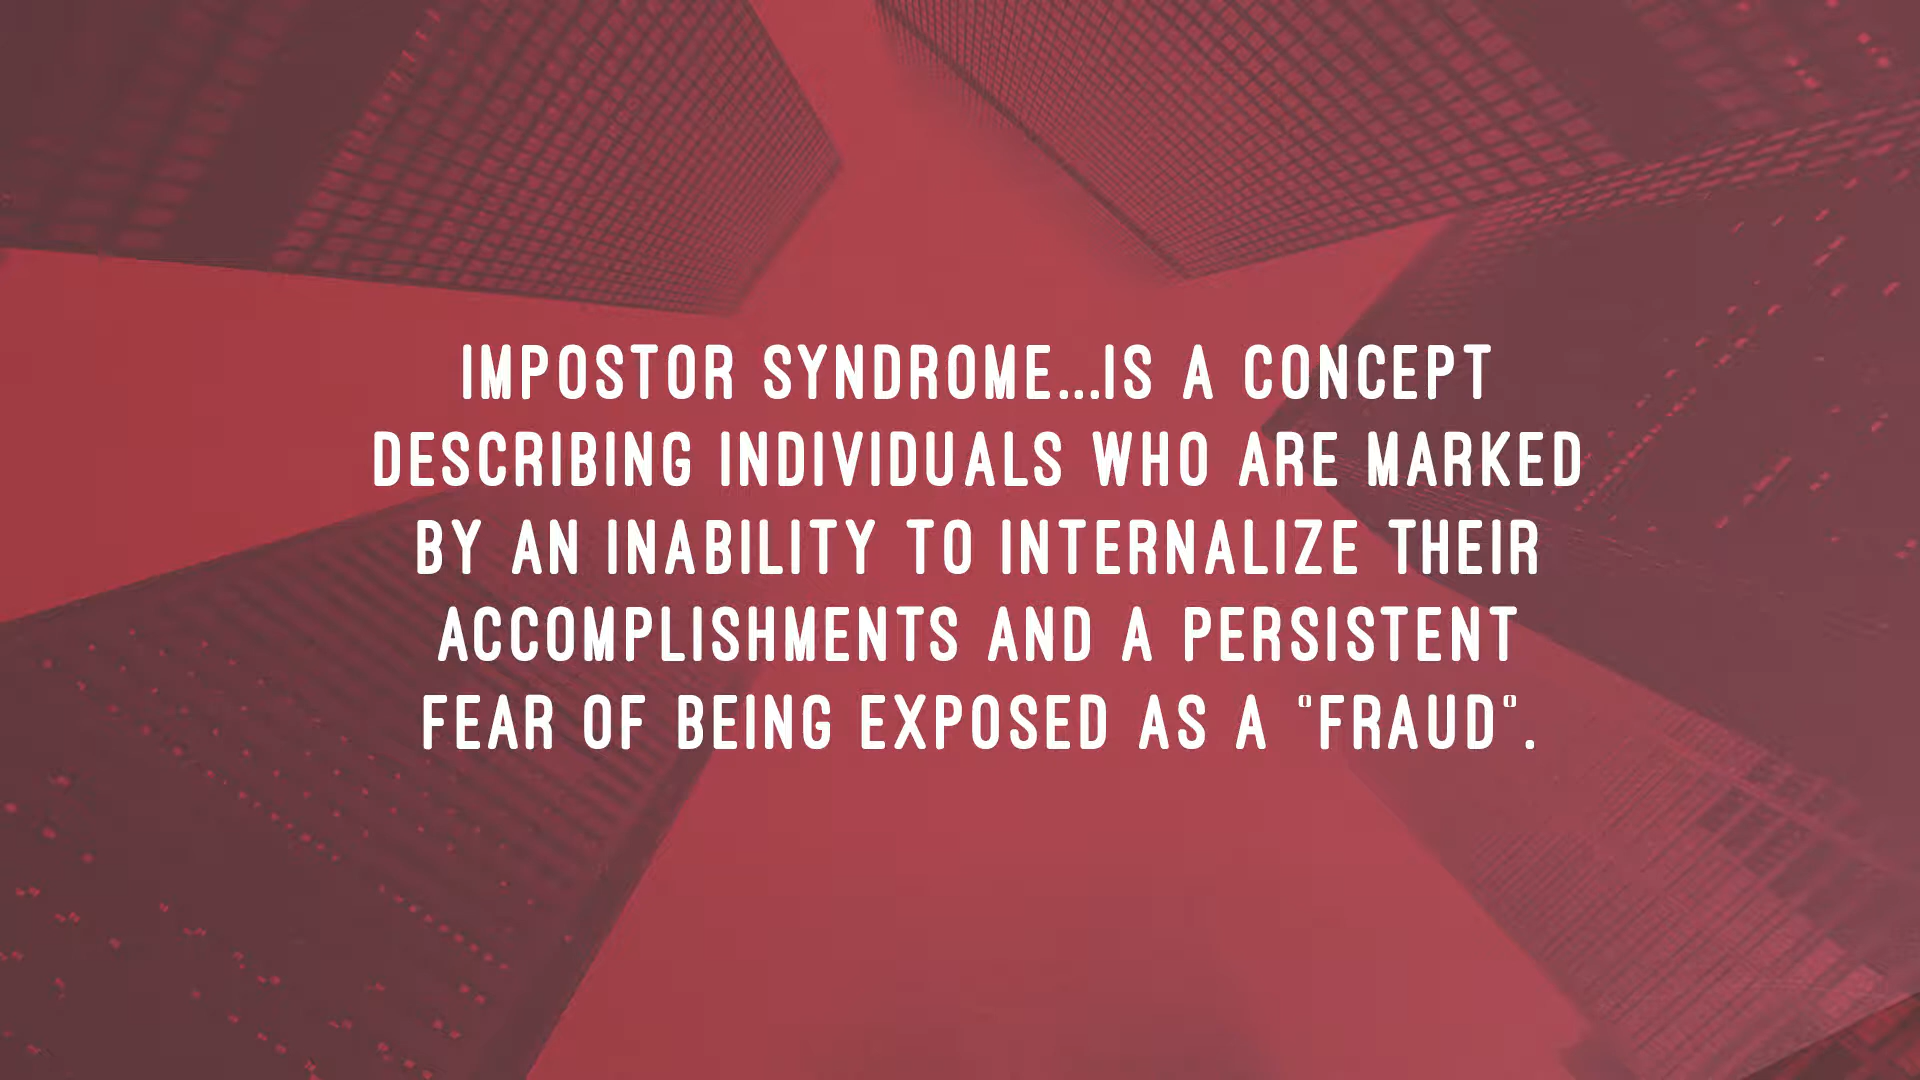 IMPOSTOR SYNDROME...IS A CONCEPT
DESCRIBING INDIVIDUALS WHO ARE MARKED
BY AN INABILITY TO INTERNALIZE THEIR
ACCOMPLISHMENTS AND A PERSISTENT
FEAR OF BEING EXPOSED AS A "FRAUD".